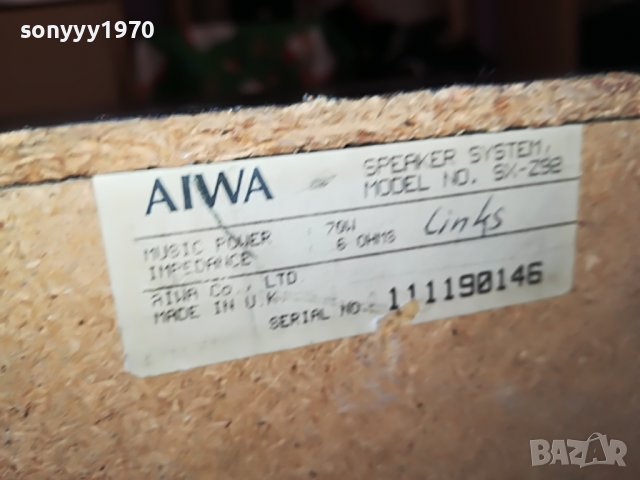 sonyyy1970
AIWA
SPEAKER SYSTEM,
MODEL NO. SX-Z92
MUSIC POWER 70W
IMPEDANCE 6 OHMS
Links
AIWA Co., LTD
MADE IN U.K.
SERIAL NO. 111190146
BAZAR